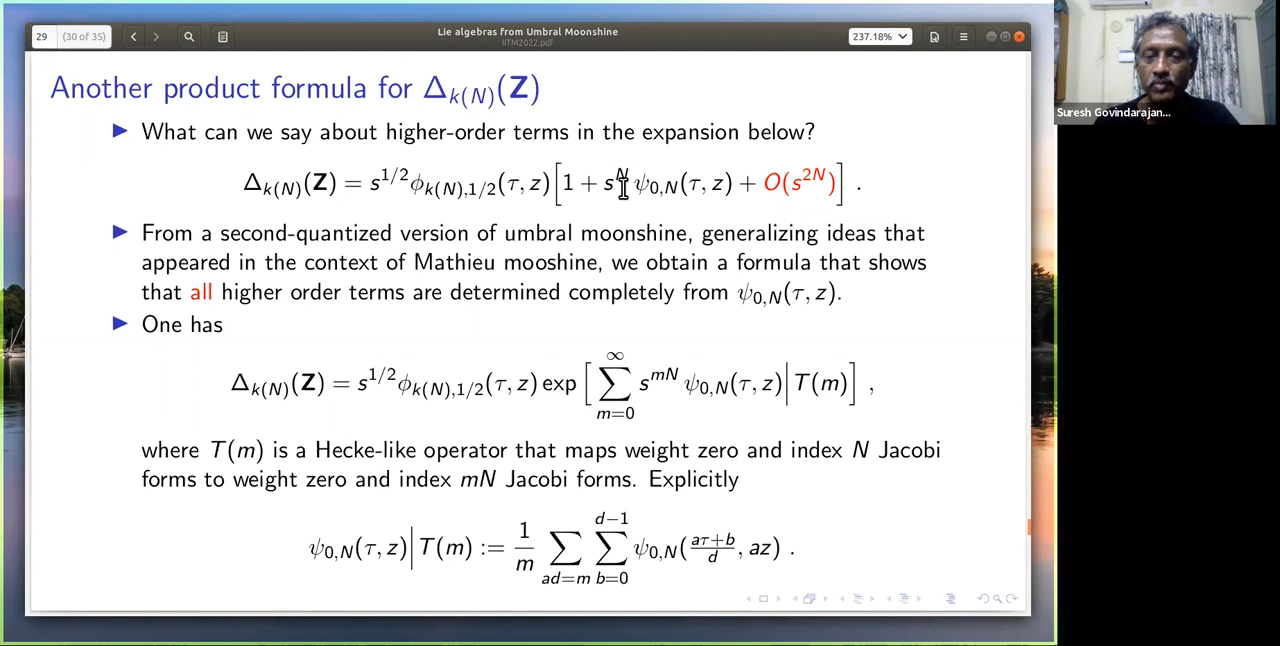 29 (30 of 35)
Lie algebras from Umbral Moonshine
IITM2022.pdf
237.18%
Another product formula for Δ_{k(N)}(Z)
▶ What can we say about higher-order terms in the expansion below?
Δ_{k(N)}(Z) = s^{1/2} ϕ_{k(N),1/2}(τ, z) [1 + s^N ψ_{0,N}(τ, z) + O(s^{2N})] .
▶ From a second-quantized version of umbral moonshine, generalizing ideas that
appeared in the context of Mathieu mooshine, we obtain a formula that shows
that all higher order terms are determined completely from ψ_{0,N}(τ, z).
▶ One has
Δ_{k(N)}(Z) = s^{1/2} ϕ_{k(N),1/2}(τ, z) exp [ ∑_{m=0}^{∞} s^{mN} ψ_{0,N}(τ, z)| T(m) ] ,
where T(m) is a Hecke-like operator that maps weight zero and index N Jacobi
forms to weight zero and index mN Jacobi forms. Explicitly
ψ_{0,N}(τ, z)| T(m) := \frac{1}{m} ∑_{ad=m} ∑_{b=0}^{d−1} ψ_{0,N}(\frac{aτ+b}{d}, az) .
Suresh Govindarajan...